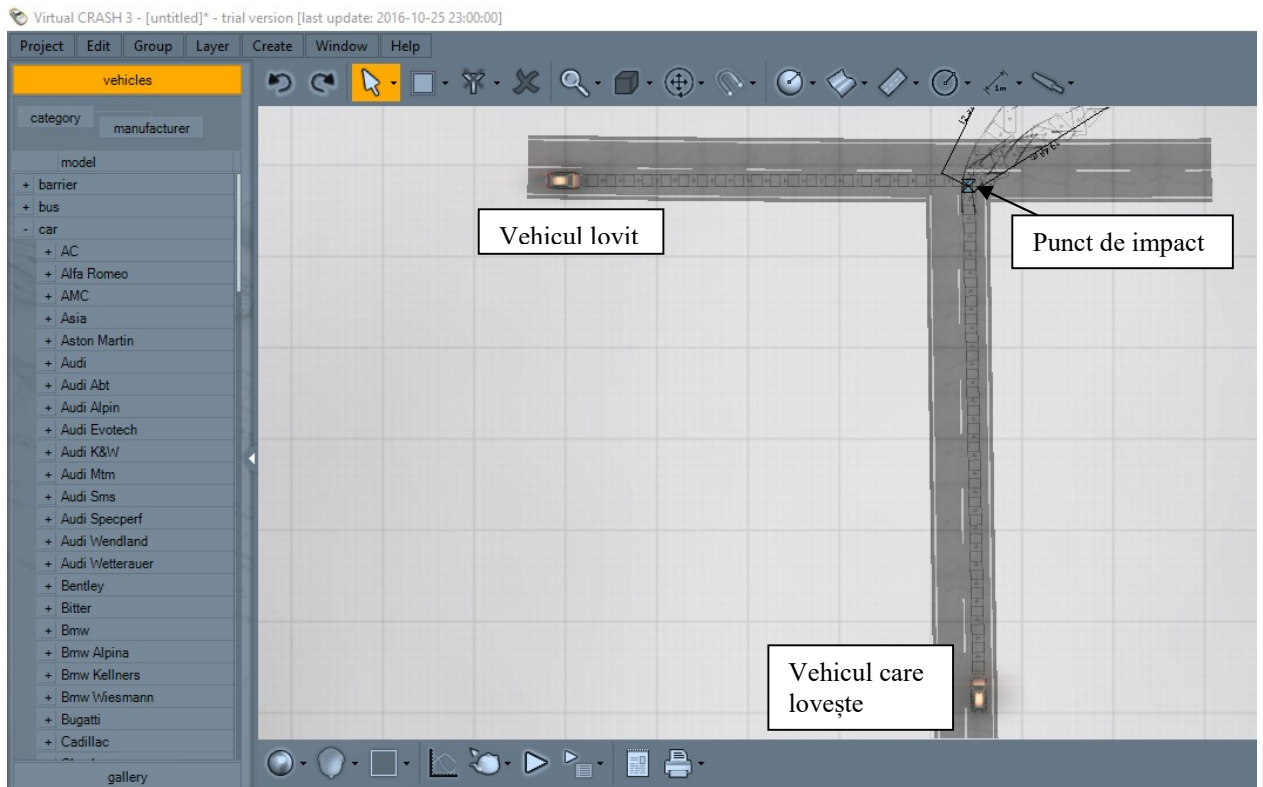 Virtual CRASH 3 - [untitled]* - trial version [last update: 2016-10-25 23:00:00]
Project Edit Group Layer Create Window Help
vehicles
category
manufacturer
model
+ barrier
+ bus
- car
+ AC
+ Alfa Romeo
+ AMC
+ Asia
+ Aston Martin
+ Audi
+ Audi Abt
+ Audi Alpin
+ Audi Evotech
+ Audi K&W
+ Audi Mtm
+ Audi Sms
+ Audi Specperf
+ Audi Wendland
+ Audi Wetterauer
+ Bentley
+ Bitter
+ Bmw
+ Bmw Alpina
+ Bmw Kellners
+ Bmw Wiesmann
+ Bugatti
+ Cadillac
gallery
1m
Vehicul lovit
Punct de impact
Vehicul care
lovește